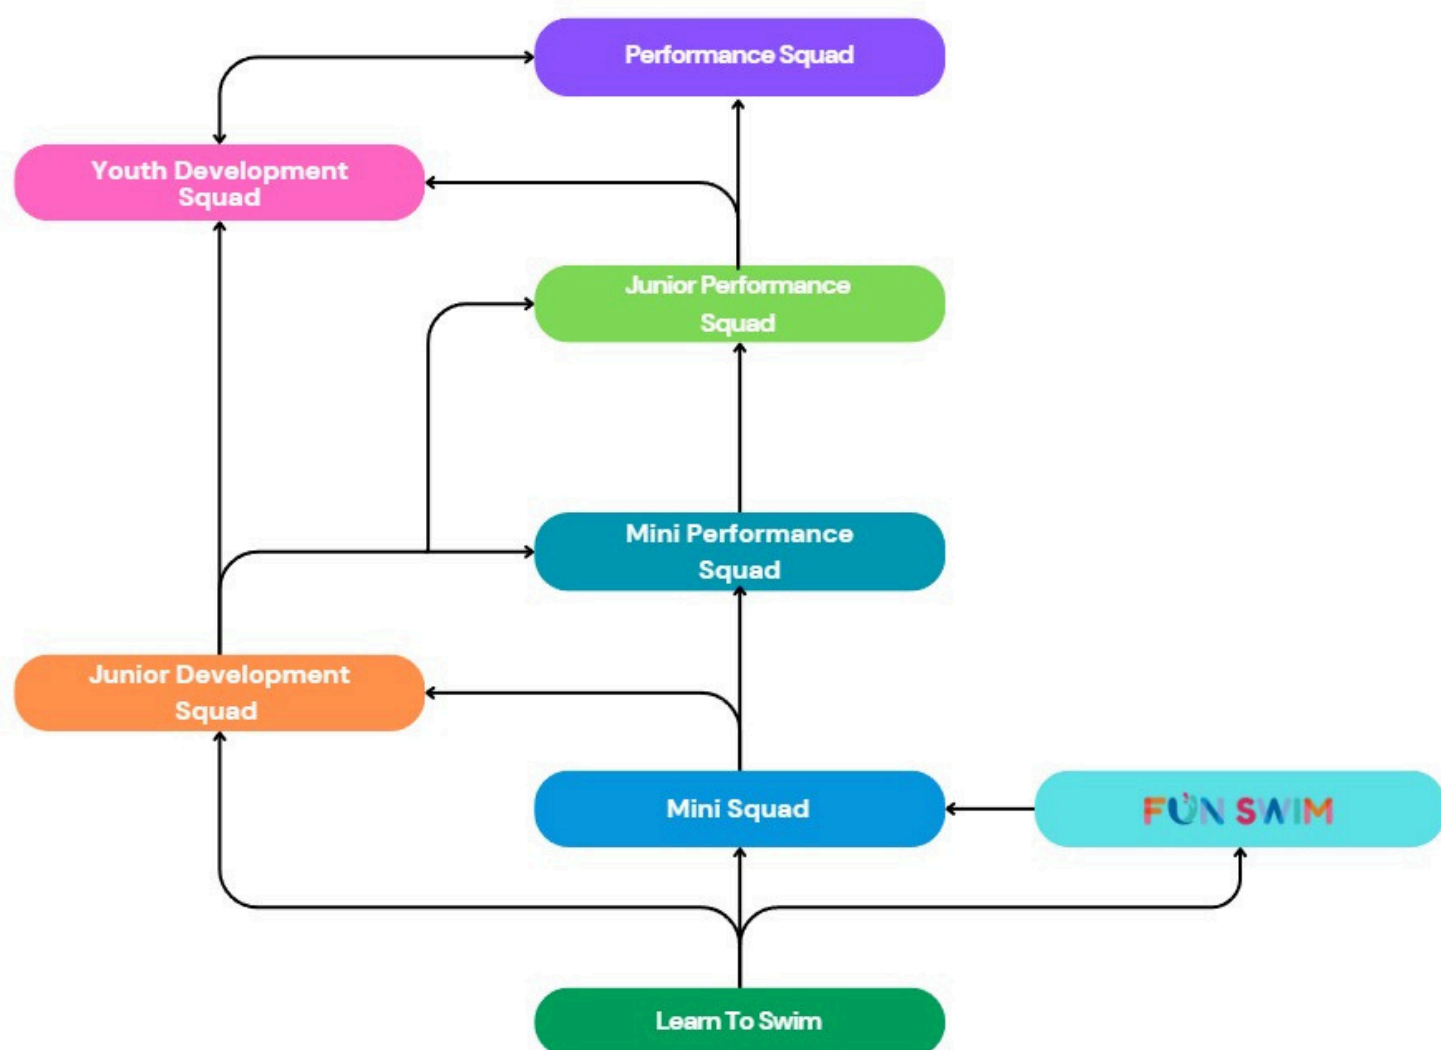 Performance Squad
Youth Development
Squad
Junior Performance
Squad
Mini Performance
Squad
Junior Development
Squad
Mini Squad
FUN SWIM
Learn To Swim